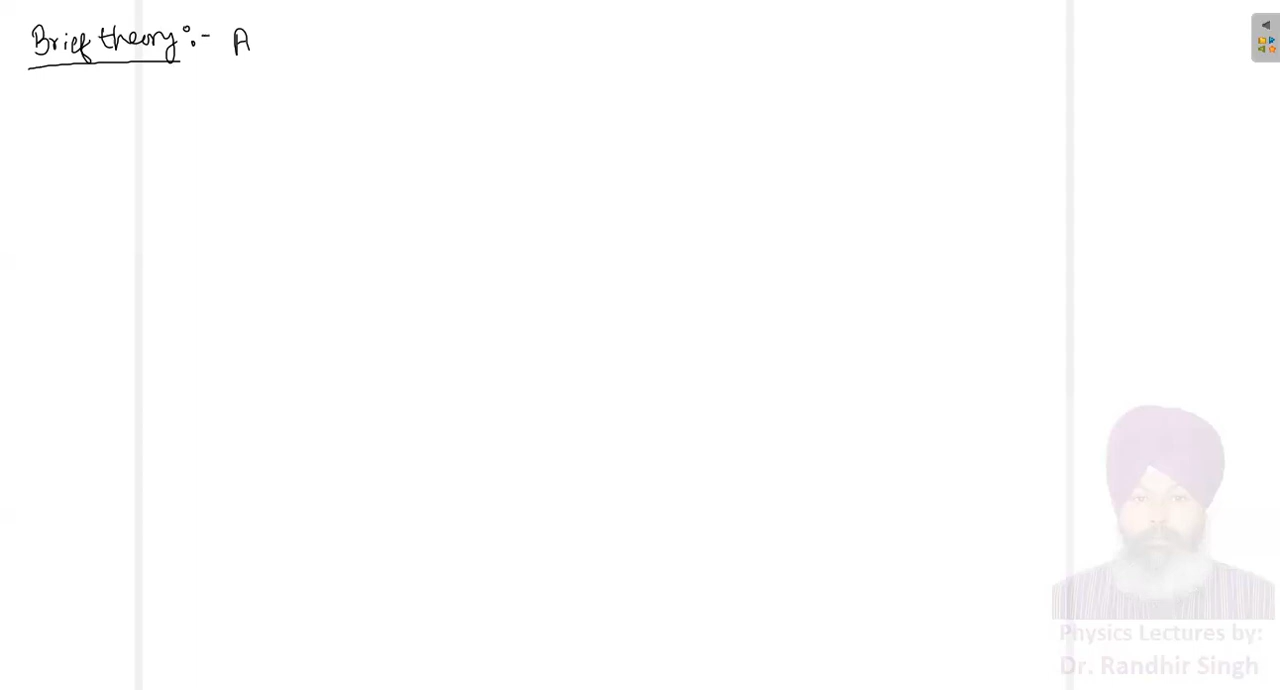 Brief theory :- A
Physics Lectures by:
Dr. Randhir Singh